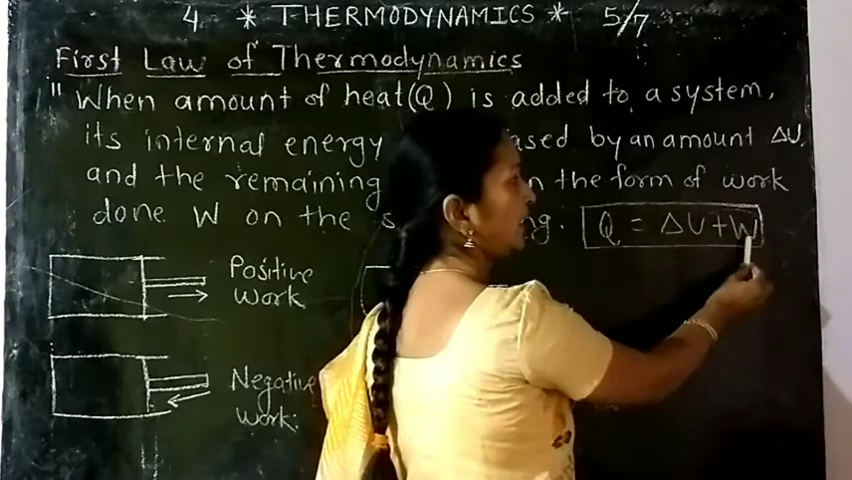 4 * THERMODYNAMICS * 5/7
First Law of Thermodynamics
" When amount of heat(Q) is added to a system,
its internal energy by an amount ΔU,
and the remaining the form of work
done W on the Q = ΔU+W
Positive
work
Negative
work: